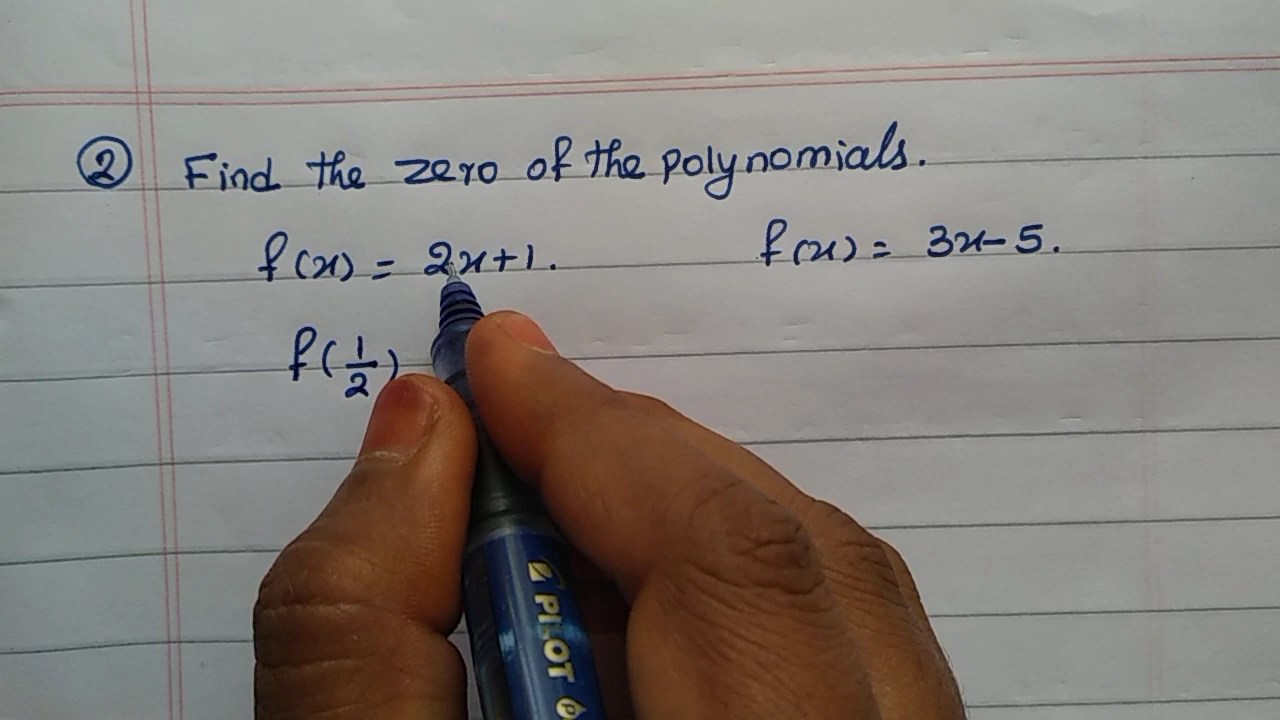 ② Find the zero of the polynomials.
f(x) = 2x+1. f(x) = 3x-5.
f(1/2)
PILOT